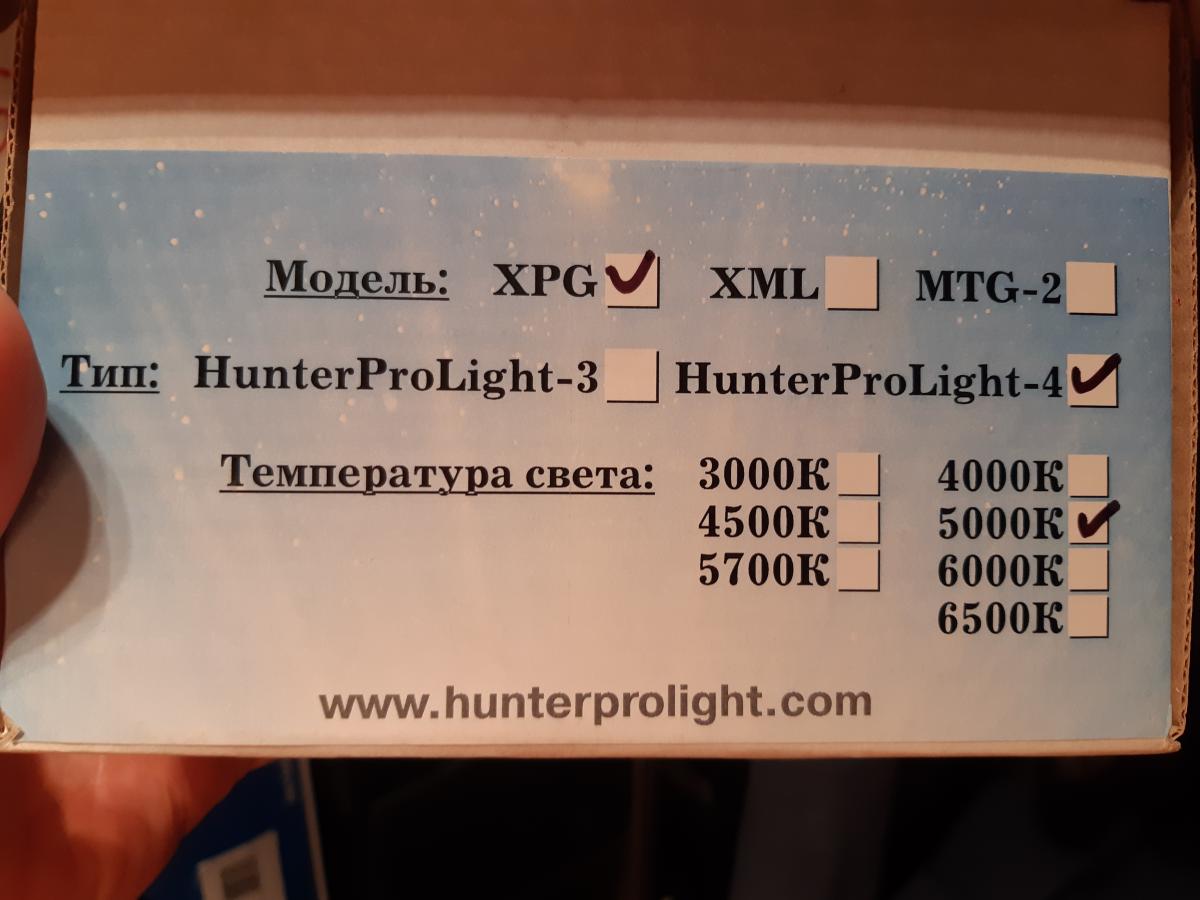 Модель: XPG XML MTG-2
Тип: HunterProLight-3 HunterProLight-4
Температура света: 3000К 4000К
4500К 5000К
5700К 6000К
6500К
www.hunterprolight.com